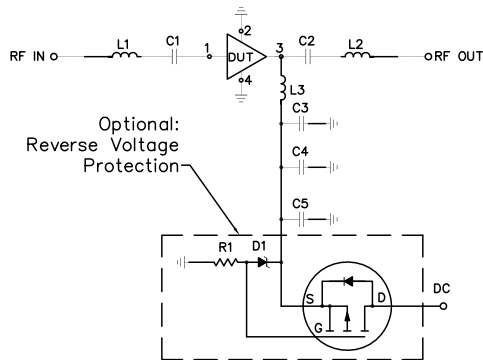 2
L1
C1
C2
L2
RF IN
1
DUT
3
RF OUT
4
L3
C3
Optional:
Reverse Voltage
Protection
C4
C5
R1
D1
DC
S
D
G